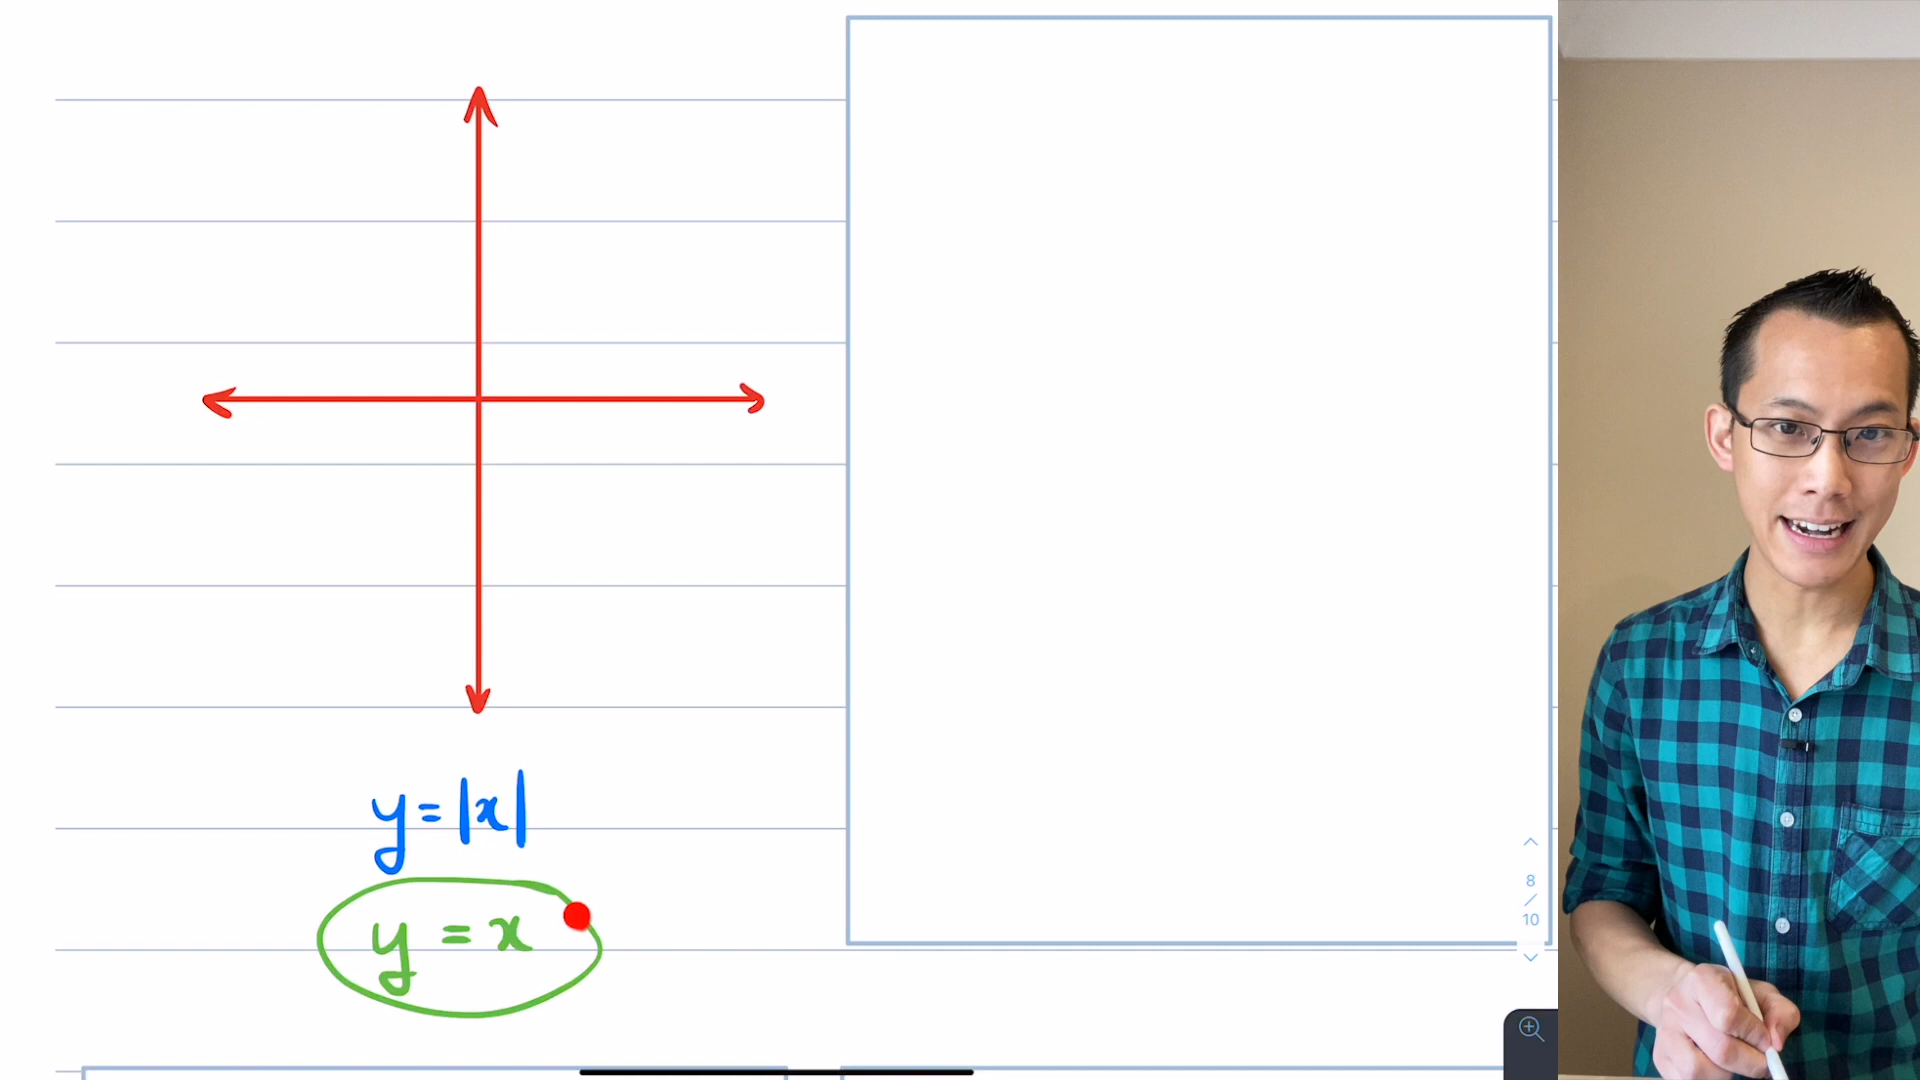 y = |x|
y = x
8
/
10